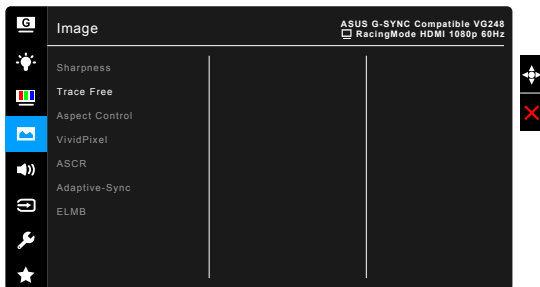 G
Image
ASUS G-SYNC Compatible VG248
RacingMode HDMI 1080p 60Hz
Sharpness
Trace Free
Aspect Control
VividPixel
ASCR
Adaptive-Sync
ELMB